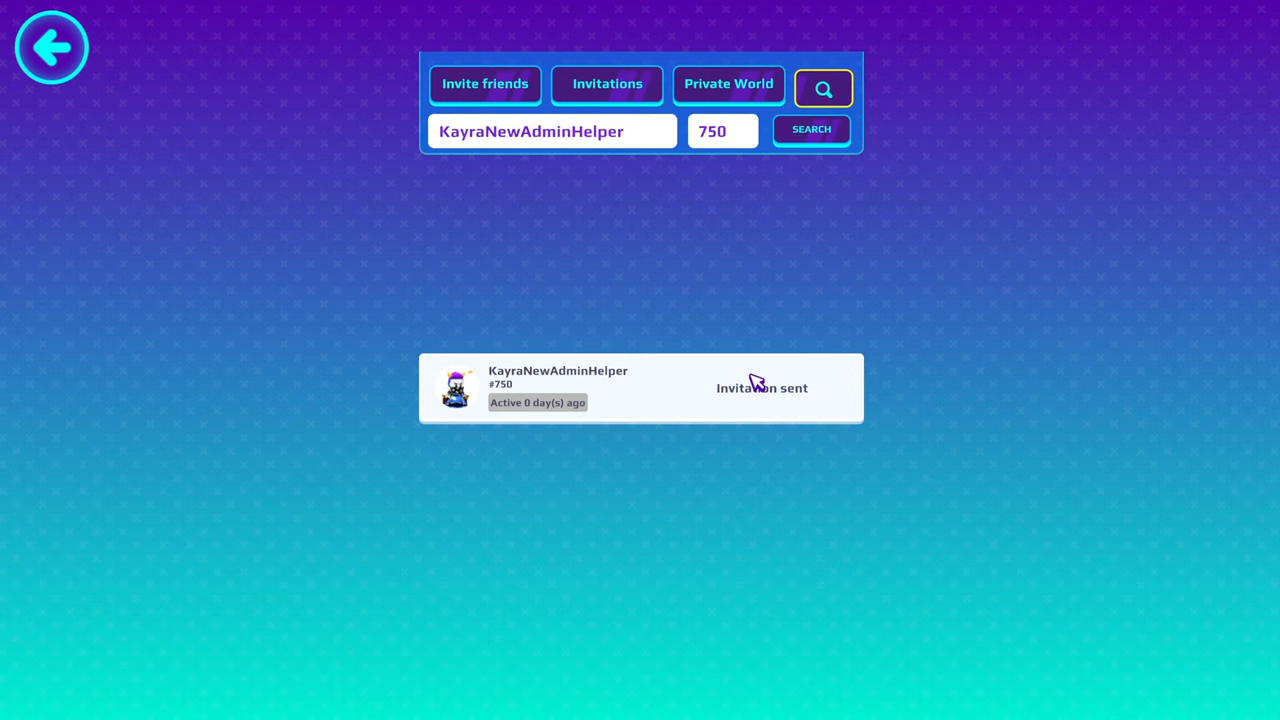 Invite friends
Invitations
Private World
KayraNewAdminHelper
750
SEARCH
KayraNewAdminHelper
#750
Active 0 day(s) ago
Invitation sent